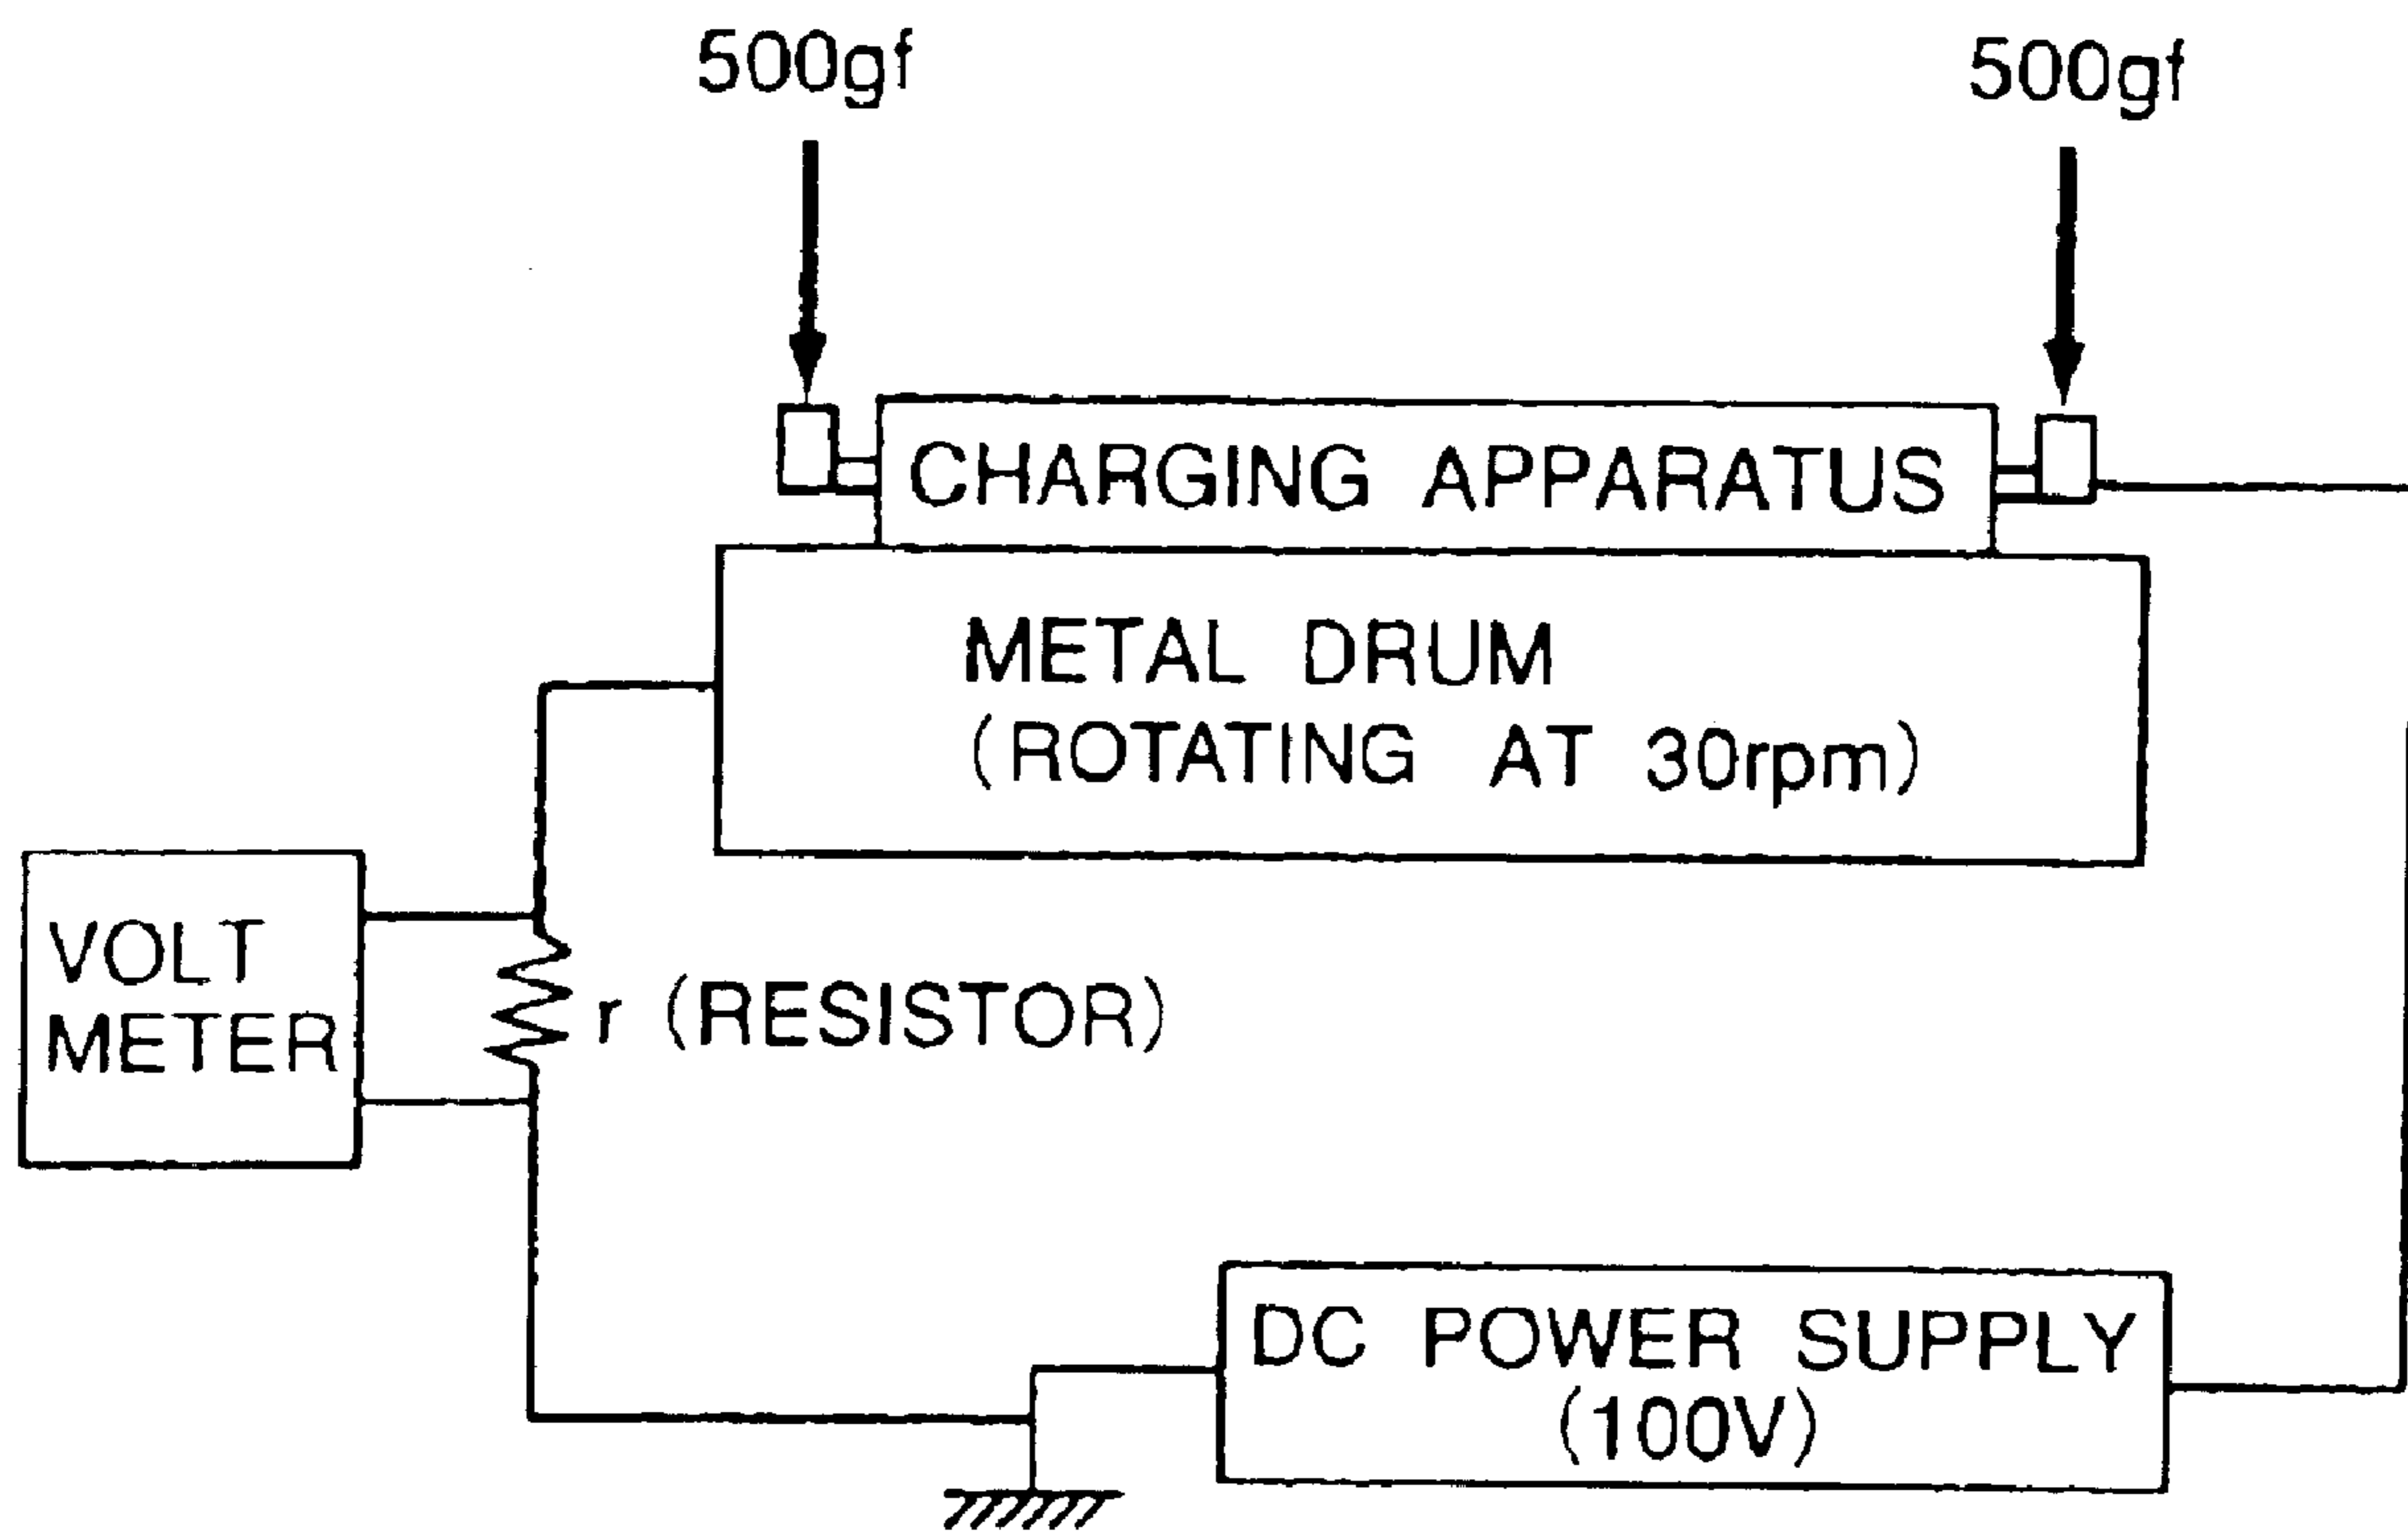 500gf
500gf
CHARGING APPARATUS
METAL DRUM
(ROTATING AT 30rpm)
VOLT
METER
r (RESISTOR)
DC POWER SUPPLY
(100V)